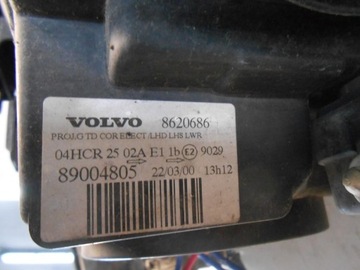 VOLVO 8620686
PROJ.G TD COR ELECT/LHD LHS LWR
04HCR 25 02A E1 1b E2 9029
89004805 22/03/00 13h12